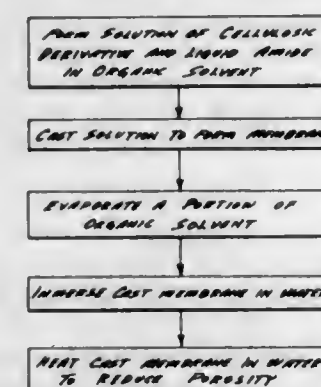 FORM SOLUTION OF CELLULOSIC
DERIVATIVE AND LIQUID AMIDE
IN ORGANIC SOLVENT
CAST SOLUTION TO FORM MEMBRANE
EVAPORATE A PORTION OF
ORGANIC SOLVENT
IMMERSE CAST MEMBRANE IN WATER
HEAT CAST MEMBRANE IN WATER
TO REDUCE POROSITY